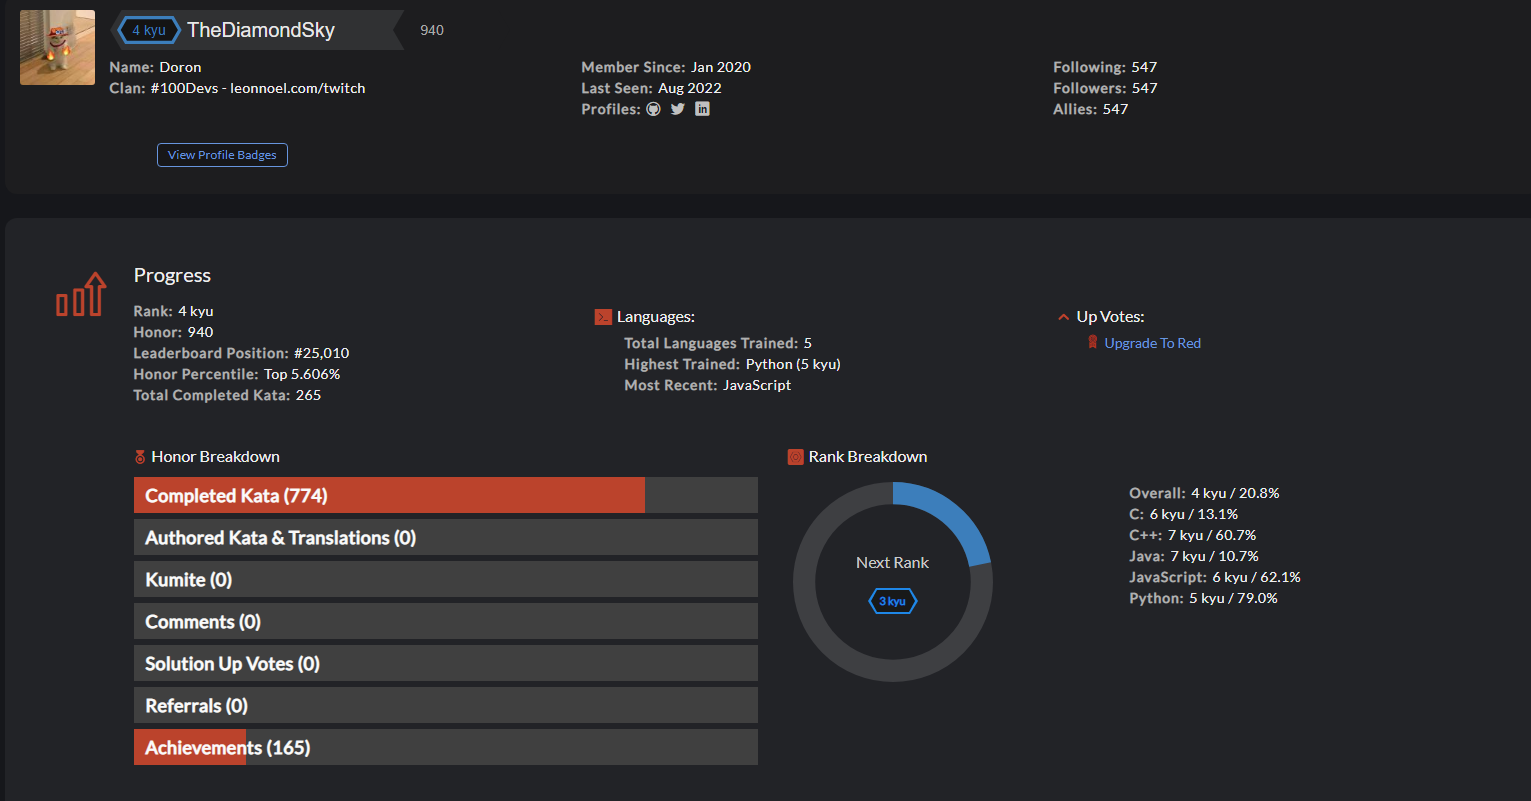 4 kyu TheDiamondSky 940
Name: Doron
Clan: #100Devs - leonnoel.com/twitch
Member Since: Jan 2020
Last Seen: Aug 2022
Profiles:
Following: 547
Followers: 547
Allies: 547
View Profile Badges
Progress
Rank: 4 kyu
Honor: 940
Leaderboard Position: #25,010
Honor Percentile: Top 5.606%
Total Completed Kata: 265
Languages:
Total Languages Trained: 5
Highest Trained: Python (5 kyu)
Most Recent: JavaScript
Up Votes:
Upgrade To Red
Honor Breakdown
Completed Kata (774)
Authored Kata & Translations (0)
Kumite (0)
Comments (0)
Solution Up Votes (0)
Referrals (0)
Achievements (165)
Rank Breakdown
Next Rank
3 kyu
Overall: 4 kyu / 20.8%
C: 6 kyu / 13.1%
C++: 7 kyu / 60.7%
Java: 7 kyu / 10.7%
JavaScript: 6 kyu / 62.1%
Python: 5 kyu / 79.0%